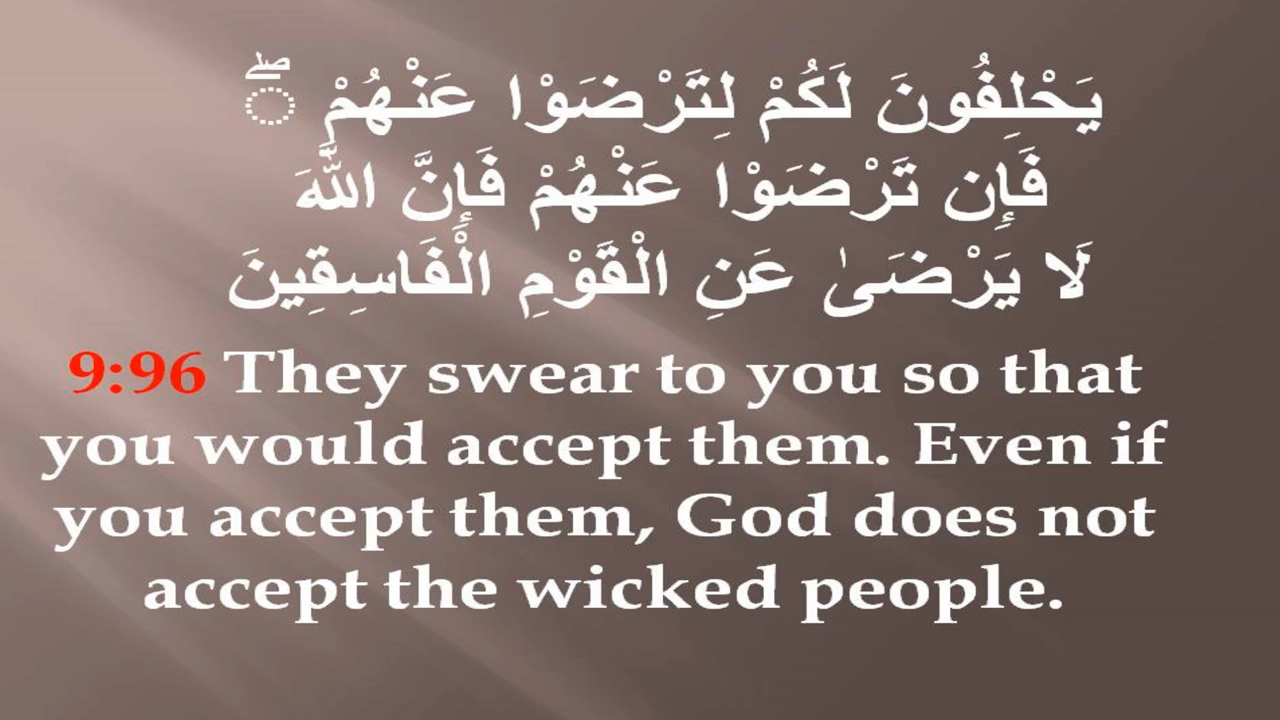 يَحْلِفُونَ لَكُمْ لِتَرْضَوْا عَنْهُمْ ۖ
فَإِن تَرْضَوْا عَنْهُمْ فَإِنَّ اللَّهَ
لَا يَرْضَىٰ عَنِ الْقَوْمِ الْفَاسِقِينَ
9:96 They swear to you so that
you would accept them. Even if
you accept them, God does not
accept the wicked people.